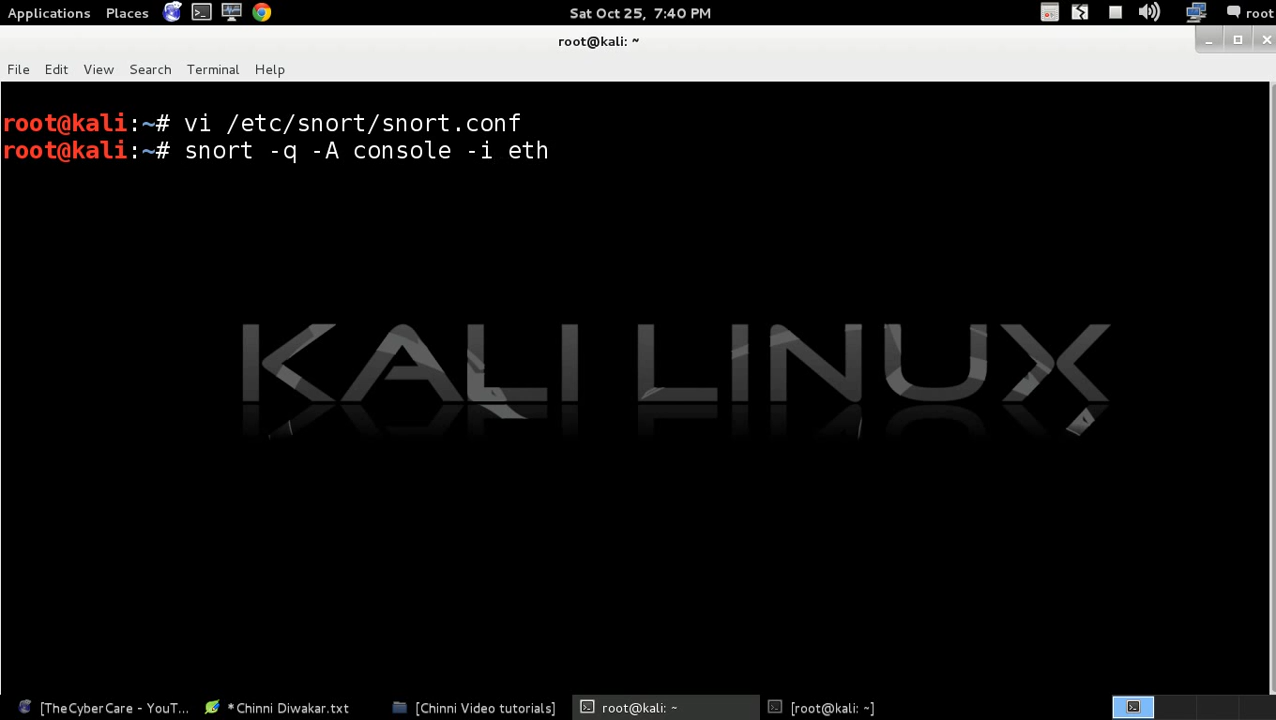 Applications Places Sat Oct 25, 7:40 PM root
root@kali: ~
File Edit View Search Terminal Help
root@kali:~# vi /etc/snort/snort.conf
root@kali:~# snort -q -A console -i eth
KALI LINUX
[TheCyberCare - YouT... *Chinni Diwakar.txt [Chinni Video tutorials] root@kali: ~ [root@kali: ~]